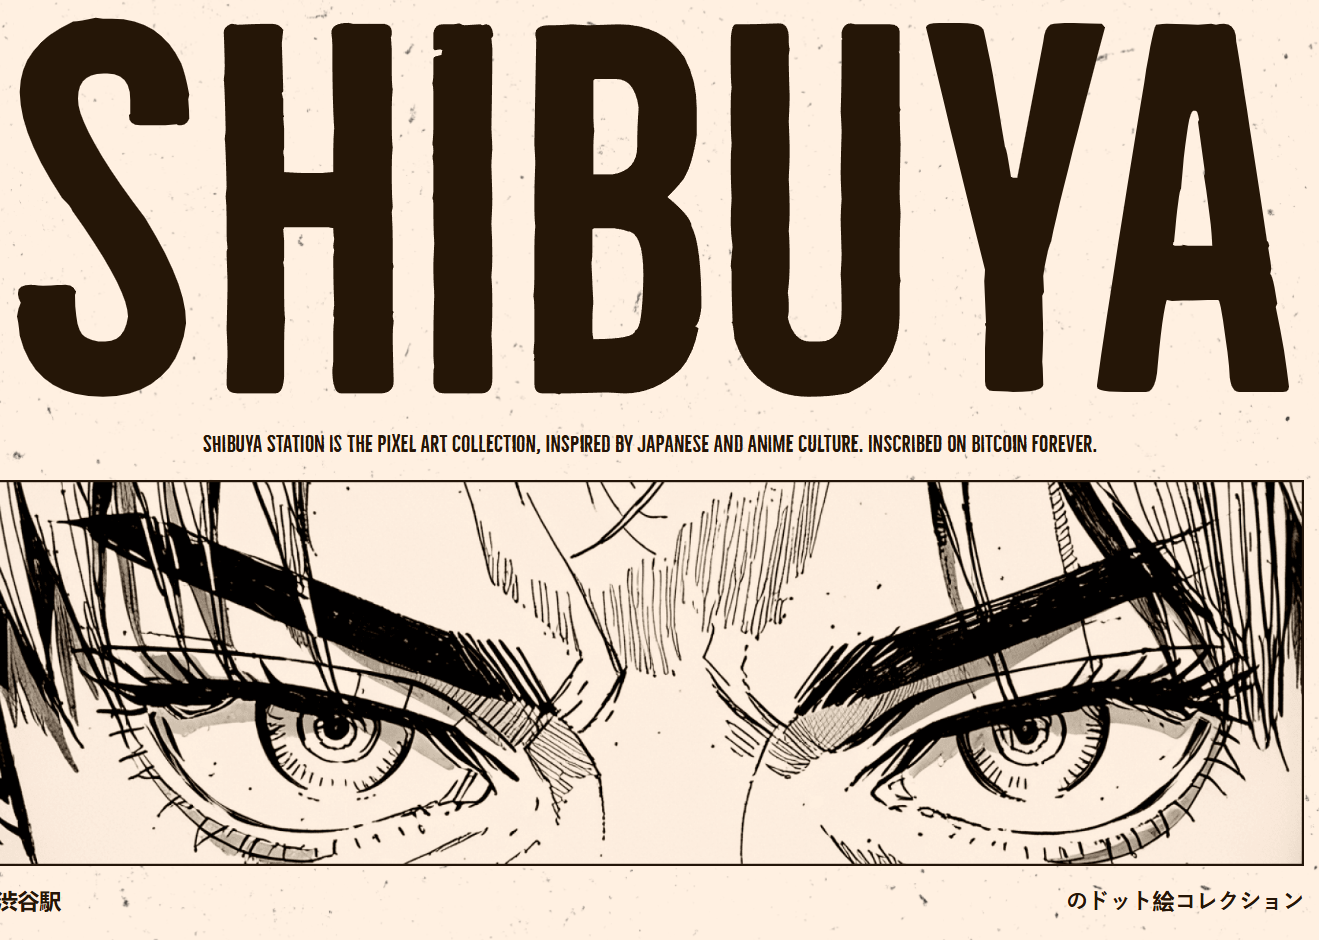 SHIBUYA
SHIBUYA STATION IS THE PIXEL ART COLLECTION, INSPIRED BY JAPANESE AND ANIME CULTURE. INSCRIBED ON BITCOIN FOREVER.
渋谷駅
のドット絵コレクション